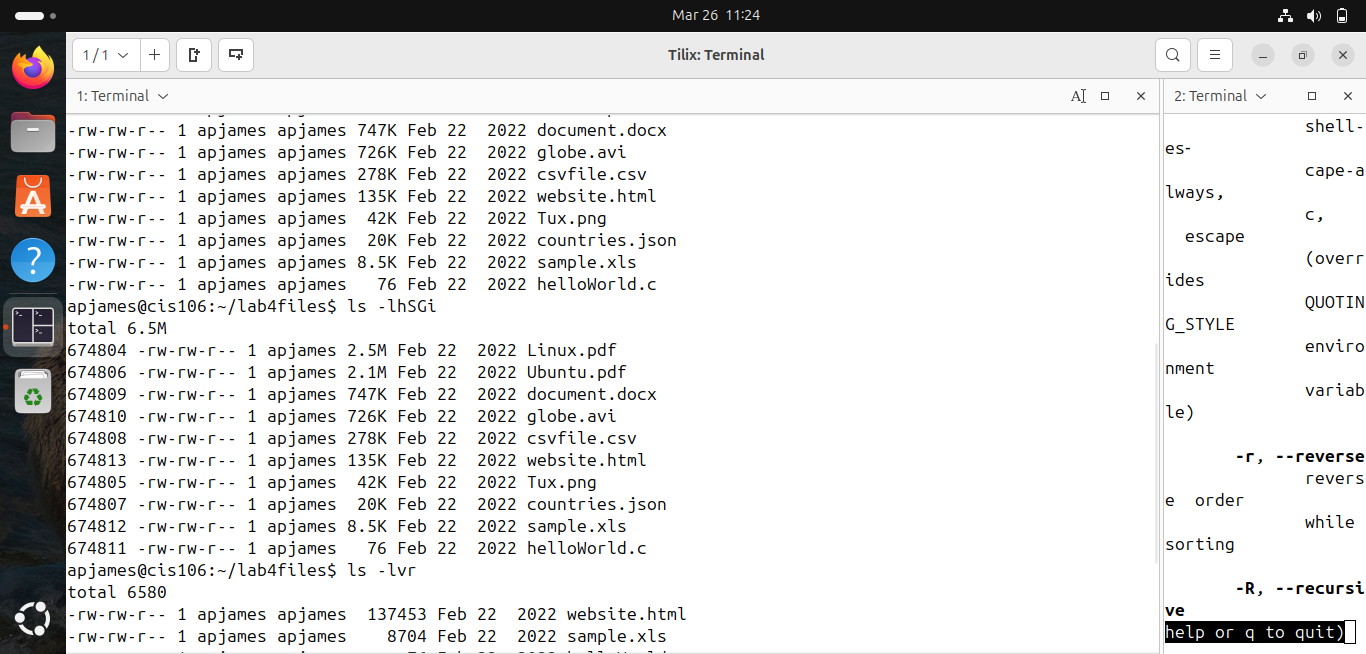 Mar 26 11:24
Tilix: Terminal
1 / 1
1: Terminal
-rw-rw-r-- 1 apjames apjames 747K Feb 22  2022 document.docx
-rw-rw-r-- 1 apjames apjames 726K Feb 22  2022 globe.avi
-rw-rw-r-- 1 apjames apjames 278K Feb 22  2022 csvfile.csv
-rw-rw-r-- 1 apjames apjames 135K Feb 22  2022 website.html
-rw-rw-r-- 1 apjames apjames  42K Feb 22  2022 Tux.png
-rw-rw-r-- 1 apjames apjames  20K Feb 22  2022 countries.json
-rw-rw-r-- 1 apjames apjames 8.5K Feb 22  2022 sample.xls
-rw-rw-r-- 1 apjames apjames   76 Feb 22  2022 helloWorld.c
apjames@cis106:~/lab4files$ ls -lhSGi
total 6.5M
674804 -rw-rw-r-- 1 apjames 2.5M Feb 22  2022 Linux.pdf
674806 -rw-rw-r-- 1 apjames 2.1M Feb 22  2022 Ubuntu.pdf
674809 -rw-rw-r-- 1 apjames 747K Feb 22  2022 document.docx
674810 -rw-rw-r-- 1 apjames 726K Feb 22  2022 globe.avi
674808 -rw-rw-r-- 1 apjames 278K Feb 22  2022 csvfile.csv
674813 -rw-rw-r-- 1 apjames 135K Feb 22  2022 website.html
674805 -rw-rw-r-- 1 apjames  42K Feb 22  2022 Tux.png
674807 -rw-rw-r-- 1 apjames  20K Feb 22  2022 countries.json
674812 -rw-rw-r-- 1 apjames 8.5K Feb 22  2022 sample.xls
674811 -rw-rw-r-- 1 apjames   76 Feb 22  2022 helloWorld.c
apjames@cis106:~/lab4files$ ls -lvr
total 6580
-rw-rw-r-- 1 apjames apjames  137453 Feb 22  2022 website.html
-rw-rw-r-- 1 apjames apjames    8704 Feb 22  2022 sample.xls
2: Terminal
shell-
es-
cape-a
lways,
c,
escape
(overr
ides
QUOTIN
G_STYLE
enviro
nment
variab
le)
-r, --reverse
revers
e  order
while
sorting
-R, --recursi
ve
help or q to quit)